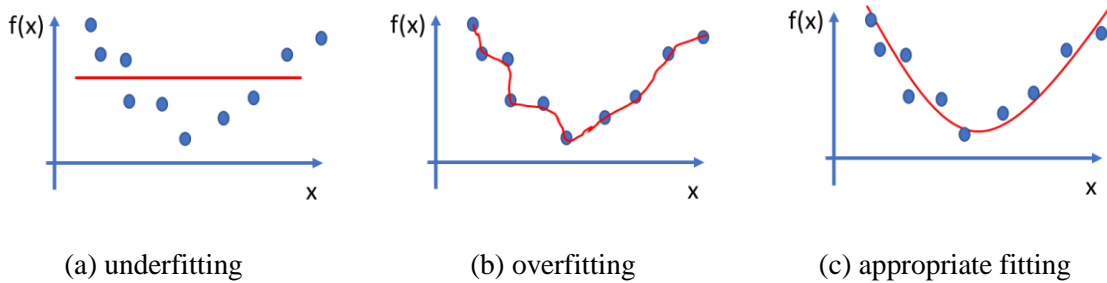 f(x)
x
(a) underfitting
f(x)
x
(b) overfitting
f(x)
x
(c) appropriate fitting